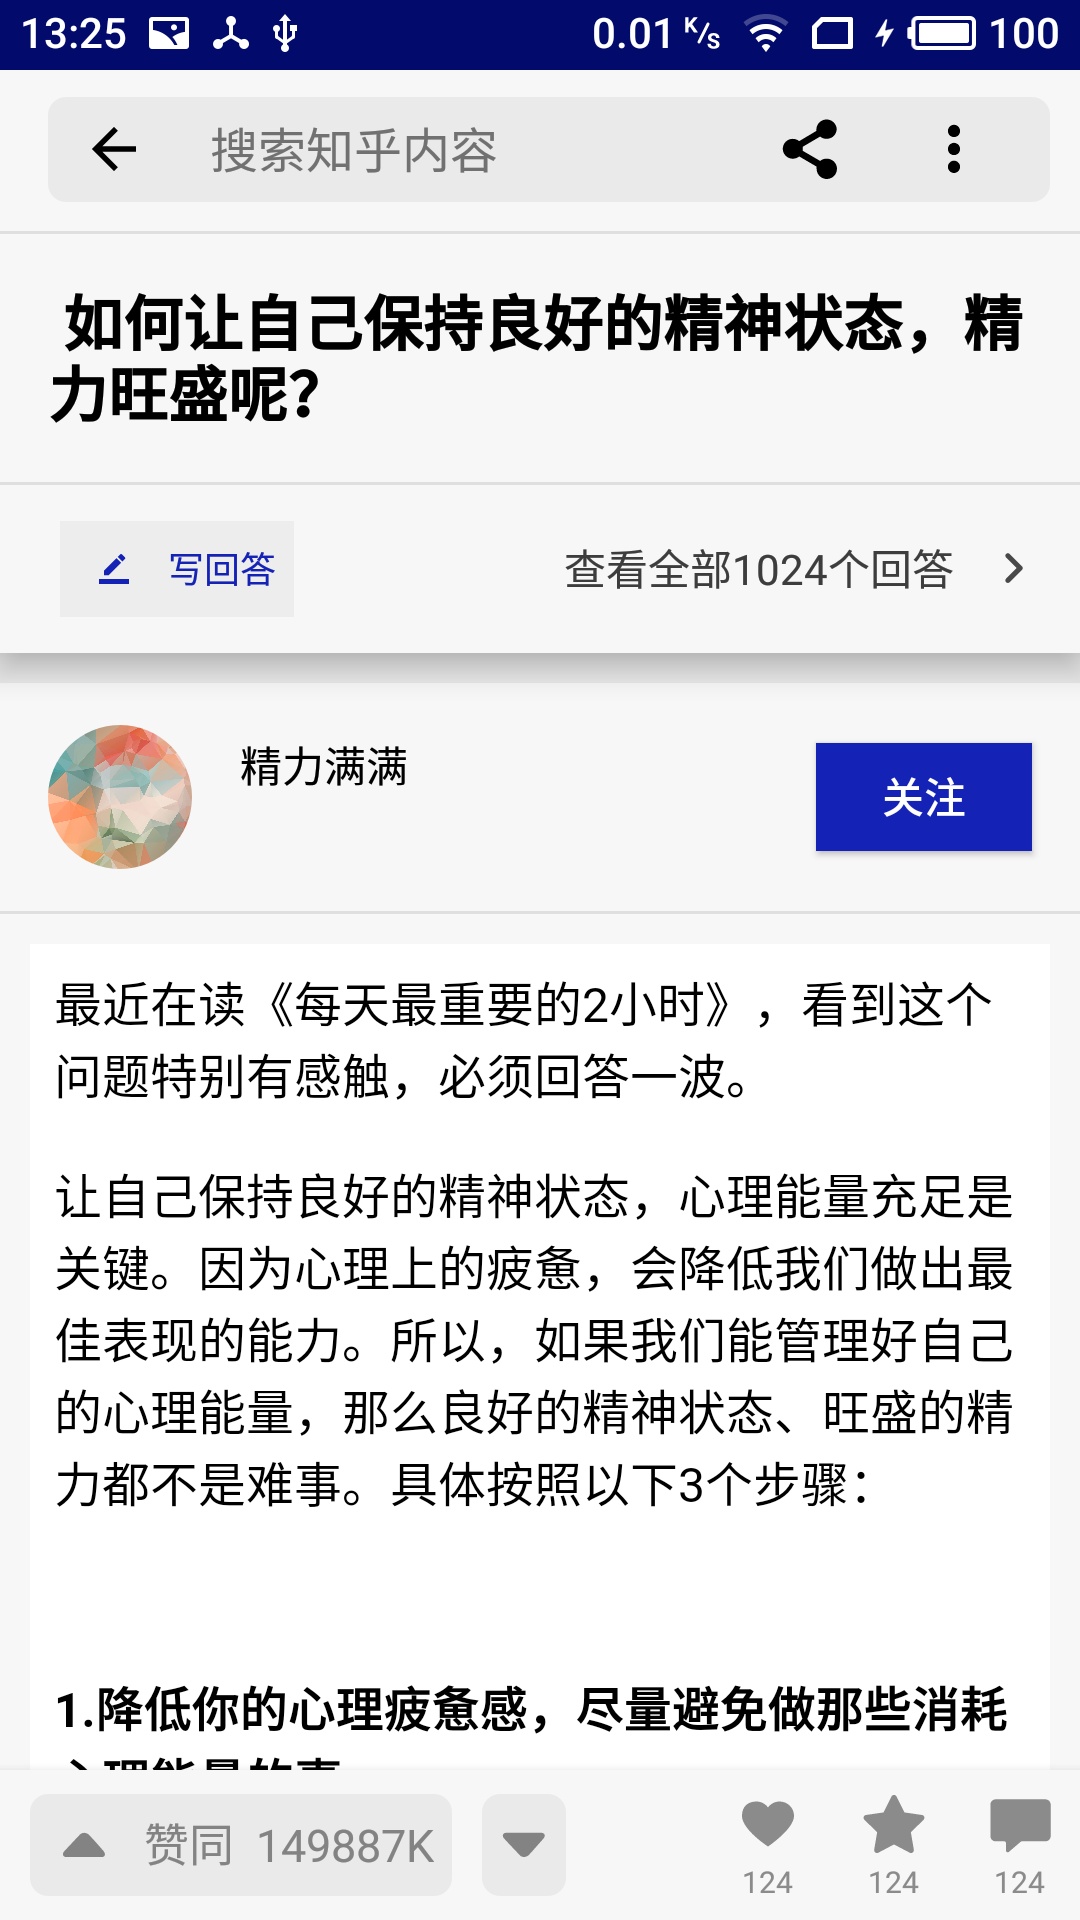 13:25 0.01 K/s 100
搜索知乎内容
如何让自己保持良好的精神状态，精
力旺盛呢？
写回答 查看全部1024个回答
精力满满
关注
最近在读《每天最重要的2小时》，看到这个
问题特别有感触，必须回答一波。
让自己保持良好的精神状态，心理能量充足是
关键。因为心理上的疲惫，会降低我们做出最
佳表现的能力。所以，如果我们能管理好自己
的心理能量，那么良好的精神状态、旺盛的精
力都不是难事。具体按照以下3个步骤：
1.降低你的心理疲惫感，尽量避免做那些消耗
心理能量的事
赞同 149887K
124 124 124